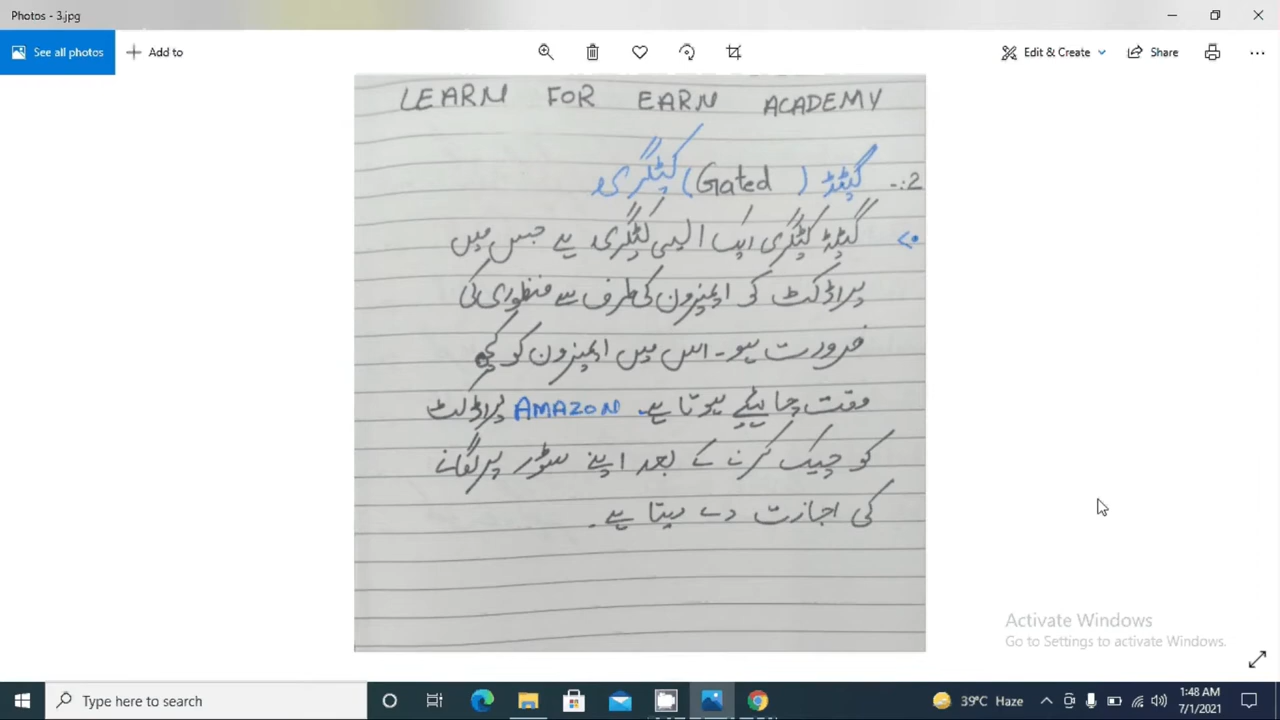 Photos - 3.jpg
See all photos
Add to
Edit & Create
Share
LEARN FOR EARN ACADEMY
2:- گیٹڈ (Gated) کیٹگری
گیٹڈ کیٹگری ایک ایسی کیٹگری ہے جس میں
پراڈکٹ کو ایمیزون کی طرف سے منظوری کی
ضرورت ہو۔ اس میں ایمیزون کو کچھ
وقت چاہیے ہوتا ہے۔ AMAZON پراڈکٹ
کو چیک کرنے کے بعد اپنے سٹور پر لگانے
کی اجازت دے دیتا ہے۔
Activate Windows
Go to Settings to activate Windows.
Type here to search
39°C Haze
1:48 AM
7/1/2021